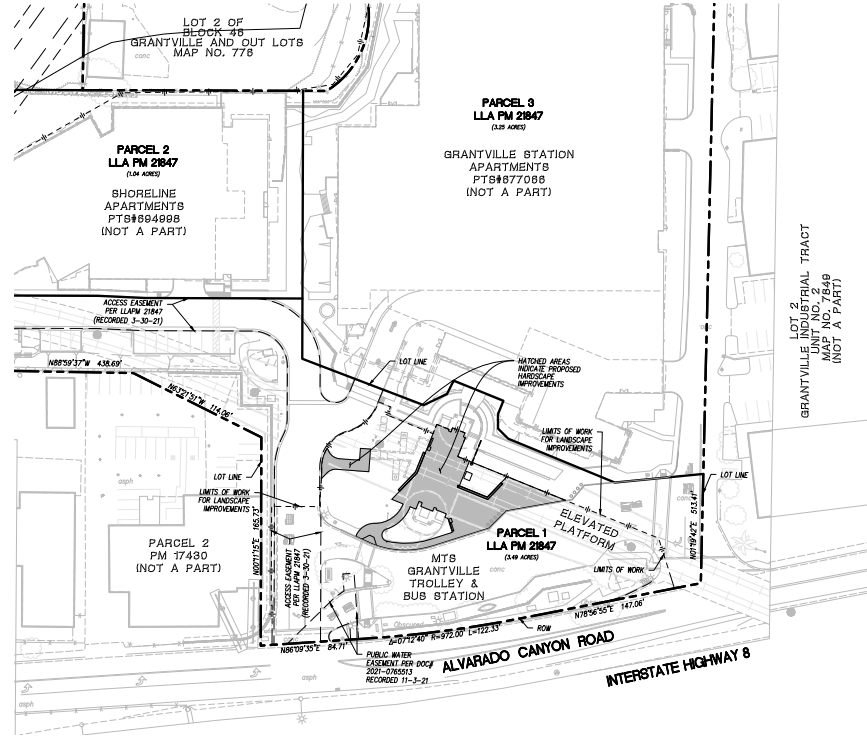 LOT 2 OF
BLOCK 46
GRANTVILLE AND OUT LOTS
MAP NO. 776
conc
PARCEL 3
LLA PM 21847
(3.25 ACRES)
GRANTVILLE STATION
APARTMENTS
PTS#677066
(NOT A PART)
PARCEL 2
LLA PM 21847
(1.04 ACRES)
SHORELINE
APARTMENTS
PTS#694998
(NOT A PART)
LOT 2
GRANTVILLE INDUSTRIAL TRACT
UNIT NO. 2
MAP NO. 7849
(NOT A PART)
ACCESS EASEMENT
PER LLAPM 21847
(RECORDED 3-30-21)
N88°59'37"W 438.69'
N63°21'51"W 114.06'
LOT LINE
HATCHED AREAS
INDICATE PROPOSED
HARDSCAPE
IMPROVEMENTS
LIMITS OF WORK
FOR LANDSCAPE
IMPROVEMENTS
LOT LINE
asph
LOT LINE
LIMITS OF WORK
FOR LANDSCAPE
IMPROVEMENTS
conc
N01°19'42"E 513.41'
N00°11'15"E 165.73'
ACCESS EASEMENT
PER LLAPM 21847
(RECORDED 3-30-21)
PARCEL 2
PM 17430
(NOT A PART)
PARCEL 1
LLA PM 21847
(3.49 ACRES)
ELEVATED
PLATFORM
MTS
GRANTVILLE
TROLLEY &
BUS STATION
conc
LIMITS OF WORK
Obscured
N78°56'55"E 147.06'
ROW
Δ=07°12'40" R=972.00' L=122.33'
N86°09'35"E 84.71'
PUBLIC WATER
EASEMENT PER DOC#
2021-0765513
RECORDED 11-3-21
ALVARADO CANYON ROAD
INTERSTATE HIGHWAY 8
asph
asph